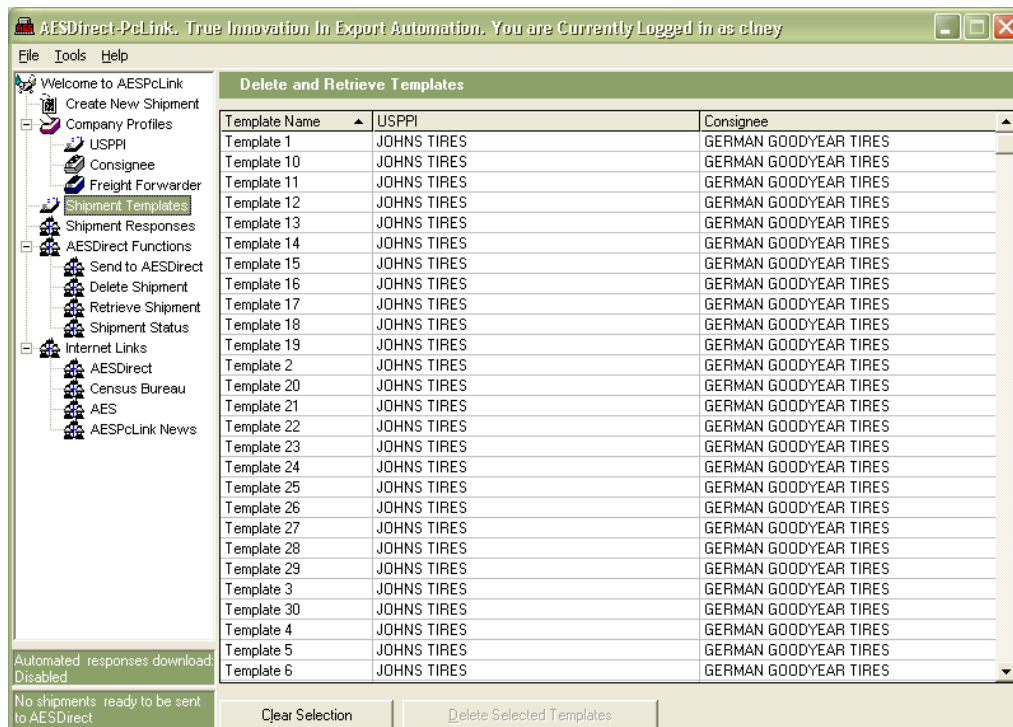 AESDirect-PcLink. True Innovation In Export Automation. You are Currently Logged in as clney
File Tools Help
Welcome to AESPcLink
Create New Shipment
Company Profiles
USPPI
Consignee
Freight Forwarder
Shipment Templates
Shipment Responses
AESDirect Functions
Send to AESDirect
Delete Shipment
Retrieve Shipment
Shipment Status
Internet Links
AESDirect
Census Bureau
AES
AESPcLink News
Automated responses download:
Disabled
No shipments ready to be sent
to AESDirect
Delete and Retrieve Templates
Template Name USPPI Consignee
Template 1 JOHNS TIRES GERMAN GOODYEAR TIRES
Template 10 JOHNS TIRES GERMAN GOODYEAR TIRES
Template 11 JOHNS TIRES GERMAN GOODYEAR TIRES
Template 12 JOHNS TIRES GERMAN GOODYEAR TIRES
Template 13 JOHNS TIRES GERMAN GOODYEAR TIRES
Template 14 JOHNS TIRES GERMAN GOODYEAR TIRES
Template 15 JOHNS TIRES GERMAN GOODYEAR TIRES
Template 16 JOHNS TIRES GERMAN GOODYEAR TIRES
Template 17 JOHNS TIRES GERMAN GOODYEAR TIRES
Template 18 JOHNS TIRES GERMAN GOODYEAR TIRES
Template 19 JOHNS TIRES GERMAN GOODYEAR TIRES
Template 2 JOHNS TIRES GERMAN GOODYEAR TIRES
Template 20 JOHNS TIRES GERMAN GOODYEAR TIRES
Template 21 JOHNS TIRES GERMAN GOODYEAR TIRES
Template 22 JOHNS TIRES GERMAN GOODYEAR TIRES
Template 23 JOHNS TIRES GERMAN GOODYEAR TIRES
Template 24 JOHNS TIRES GERMAN GOODYEAR TIRES
Template 25 JOHNS TIRES GERMAN GOODYEAR TIRES
Template 26 JOHNS TIRES GERMAN GOODYEAR TIRES
Template 27 JOHNS TIRES GERMAN GOODYEAR TIRES
Template 28 JOHNS TIRES GERMAN GOODYEAR TIRES
Template 29 JOHNS TIRES GERMAN GOODYEAR TIRES
Template 3 JOHNS TIRES GERMAN GOODYEAR TIRES
Template 30 JOHNS TIRES GERMAN GOODYEAR TIRES
Template 4 JOHNS TIRES GERMAN GOODYEAR TIRES
Template 5 JOHNS TIRES GERMAN GOODYEAR TIRES
Template 6 JOHNS TIRES GERMAN GOODYEAR TIRES
Clear Selection Delete Selected Templates